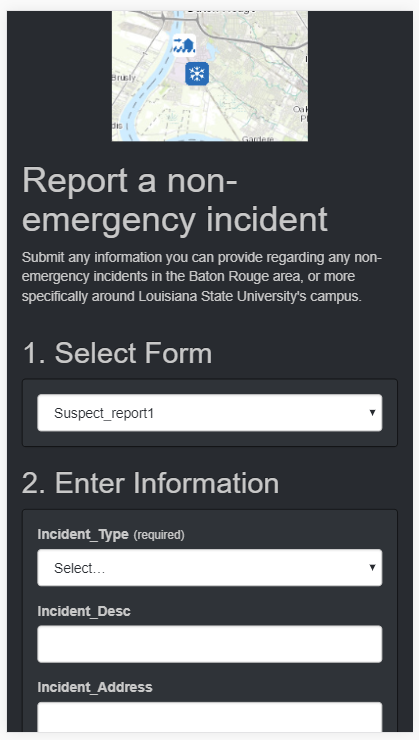 Baton Rouge
Brusly
Oak
Gardere
Report a non-
emergency incident
Submit any information you can provide regarding any non-
emergency incidents in the Baton Rouge area, or more
specifically around Louisiana State University's campus.
1. Select Form
Suspect_report1
2. Enter Information
Incident_Type (required)
Select...
Incident_Desc
Incident_Address